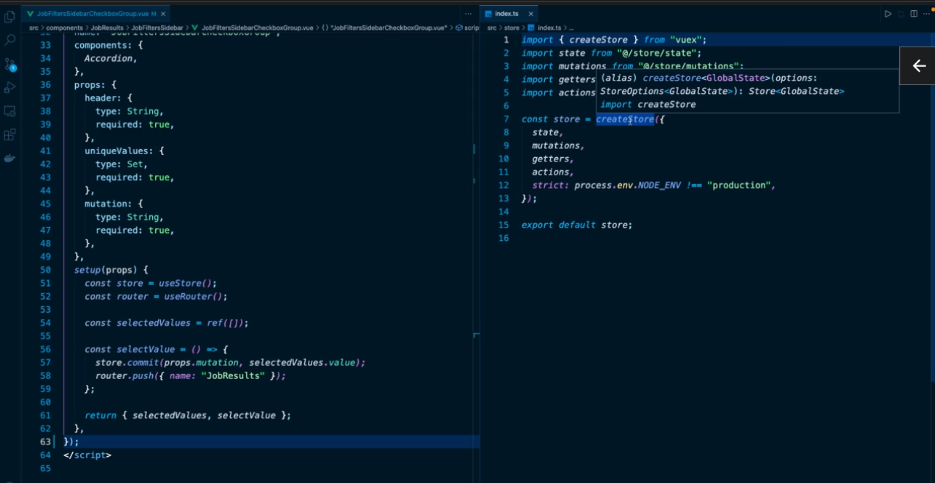 JobFiltersSidebarCheckboxGroup.vue M ×
src > components > JobResults > JobFiltersSidebar > JobFiltersSidebarCheckboxGroup.vue > {} "JobFiltersSidebarCheckboxGroup.vue" > script
33 components: {
34 Accordion,
35 },
36 props: {
37 header: {
38 type: String,
39 required: true,
40 },
41 uniqueValues: {
42 type: Set,
43 required: true,
44 },
45 mutation: {
46 type: String,
47 required: true,
48 },
49 },
50 setup(props) {
51 const store = useStore();
52 const router = useRouter();
53
54 const selectedValues = ref([]);
55
56 const selectValue = () => {
57 store.commit(props.mutation, selectedValues.value);
58 router.push({ name: "JobResults" });
59 };
60
61 return { selectedValues, selectValue };
62 },
63 });
64 </script>
65
index.ts ×
src > store > index.ts > ...
1 import { createStore } from "vuex";
2 import state from "@/store/state";
3 import mutations from "@/store/mutations";
4 import getters
5 import actions
(alias) createStore<GlobalState>(options:
StoreOptions<GlobalState>): Store<GlobalState>
import createStore
6
7 const store = createStore({
8 state,
9 mutations,
10 getters,
11 actions,
12 strict: process.env.NODE_ENV !== "production",
13 });
14
15 export default store;
16